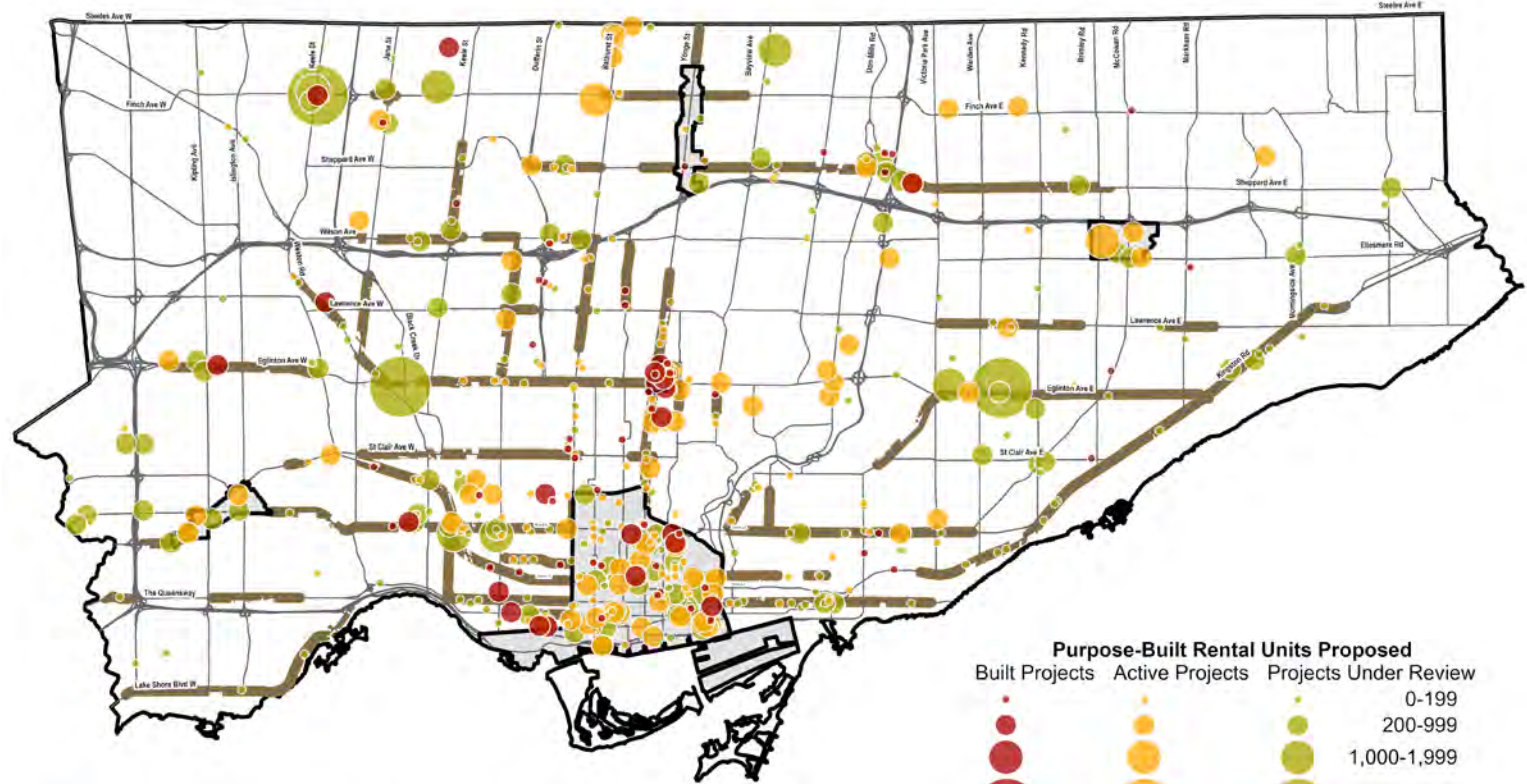 Steeles Ave W
Steeles Ave E
Keele St
Jane St
Keele St
Dufferin St
Bathurst St
Yonge St
Bayview Ave
Don Mills Rd
Victoria Park Ave
Warden Ave
Kennedy Rd
Brimley Rd
McCowan Rd
Markham Rd
Finch Ave W
Finch Ave E
Kipling Ave
Islington Ave
Sheppard Ave W
Sheppard Ave E
Wilson Ave
Ellesmere Rd
Weston Rd
Morningside Ave
Lawrence Ave W
Black Creek Dr
Lawrence Ave E
Eglinton Ave W
Kingston Rd
Eglinton Ave E
St Clair Ave W
St Clair Ave E
The Queensway
Lake Shore Blvd W
Purpose-Built Rental Units Proposed
Built Projects Active Projects Projects Under Review
0-199
200-999
1,000-1,999